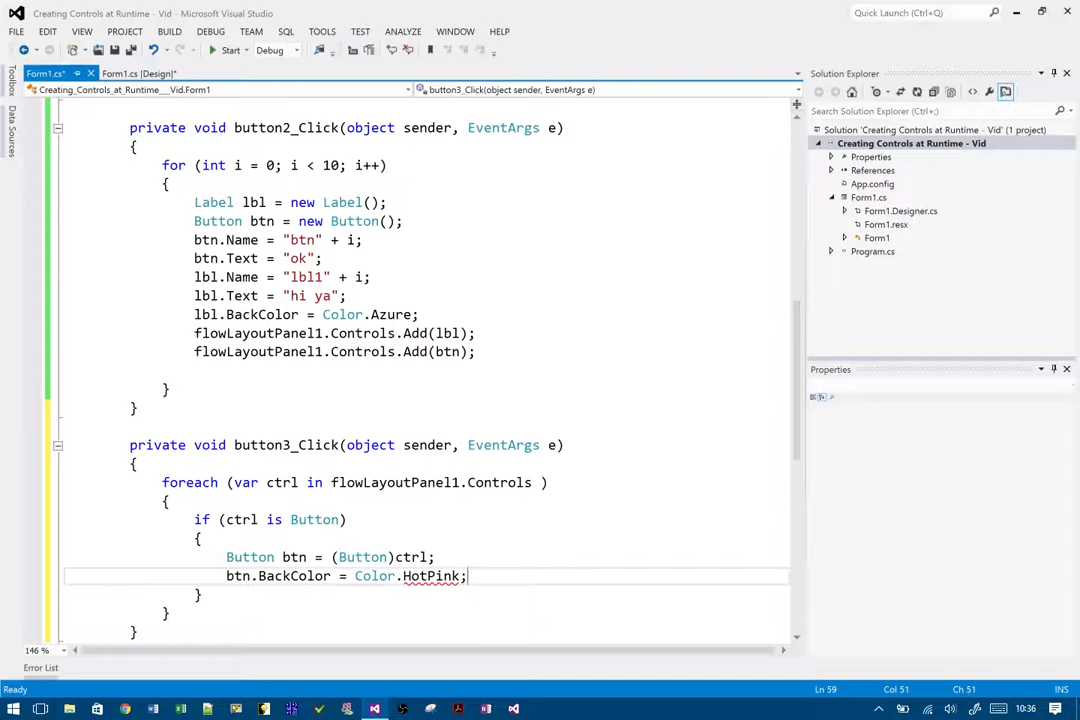 Creating Controls at Runtime - Vid - Microsoft Visual Studio
Quick Launch (Ctrl+Q)
FILE EDIT VIEW PROJECT BUILD DEBUG TEAM SQL TOOLS TEST ANALYZE WINDOW HELP
Start Debug
Form1.cs* Form1.cs [Design]*
Creating_Controls_at_Runtime___Vid.Form1 button3_Click(object sender, EventArgs e)
Toolbox
Data Sources
private void button2_Click(object sender, EventArgs e)
{
for (int i = 0; i < 10; i++)
{
Label lbl = new Label();
Button btn = new Button();
btn.Name = "btn" + i;
btn.Text = "ok";
lbl.Name = "lbl1" + i;
lbl.Text = "hi ya";
lbl.BackColor = Color.Azure;
flowLayoutPanel1.Controls.Add(lbl);
flowLayoutPanel1.Controls.Add(btn);
}
}
private void button3_Click(object sender, EventArgs e)
{
foreach (var ctrl in flowLayoutPanel1.Controls )
{
if (ctrl is Button)
{
Button btn = (Button)ctrl;
btn.BackColor = Color.HotPink;
}
}
}
146 %
Error List
Solution Explorer
Search Solution Explorer (Ctrl+;)
Solution 'Creating Controls at Runtime - Vid' (1 project)
Creating Controls at Runtime - Vid
Properties
References
App.config
Form1.cs
Form1.Designer.cs
Form1.resx
Form1
Program.cs
Properties
Ready Ln 59 Col 51 Ch 51 INS
10:36